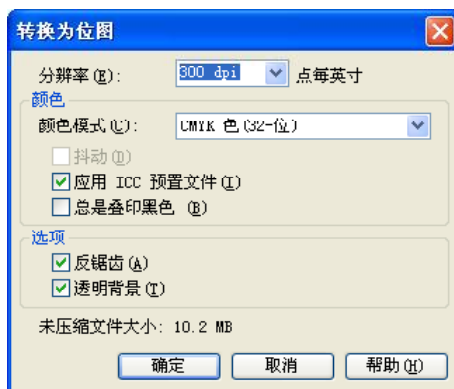 转换为位图
分辨率(E): 300 dpi 点每英寸
颜色
颜色模式(C): CMYK 色(32-位)
抖动(D)
应用 ICC 预置文件(I)
总是叠印黑色 (B)
选项
反锯齿(A)
透明背景(T)
未压缩文件大小: 10.2 MB
确定 取消 帮助(H)